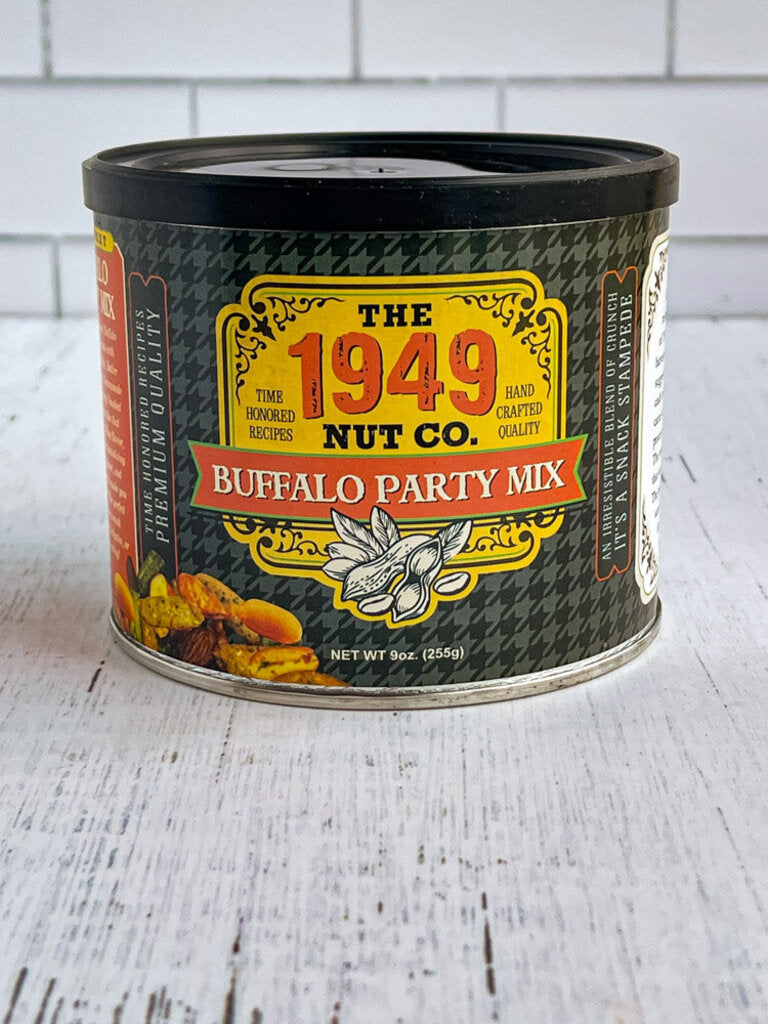 THE
1949
NUT CO.
TIME
HONORED
RECIPES
HAND
CRAFTED
QUALITY
BUFFALO PARTY MIX
NET WT 9oz. (255g)
TIME HONORED RECIPES
PREMIUM QUALITY
AN IRRESISTIBLE BLEND OF CRUNCH
IT'S A SNACK STAMPEDE